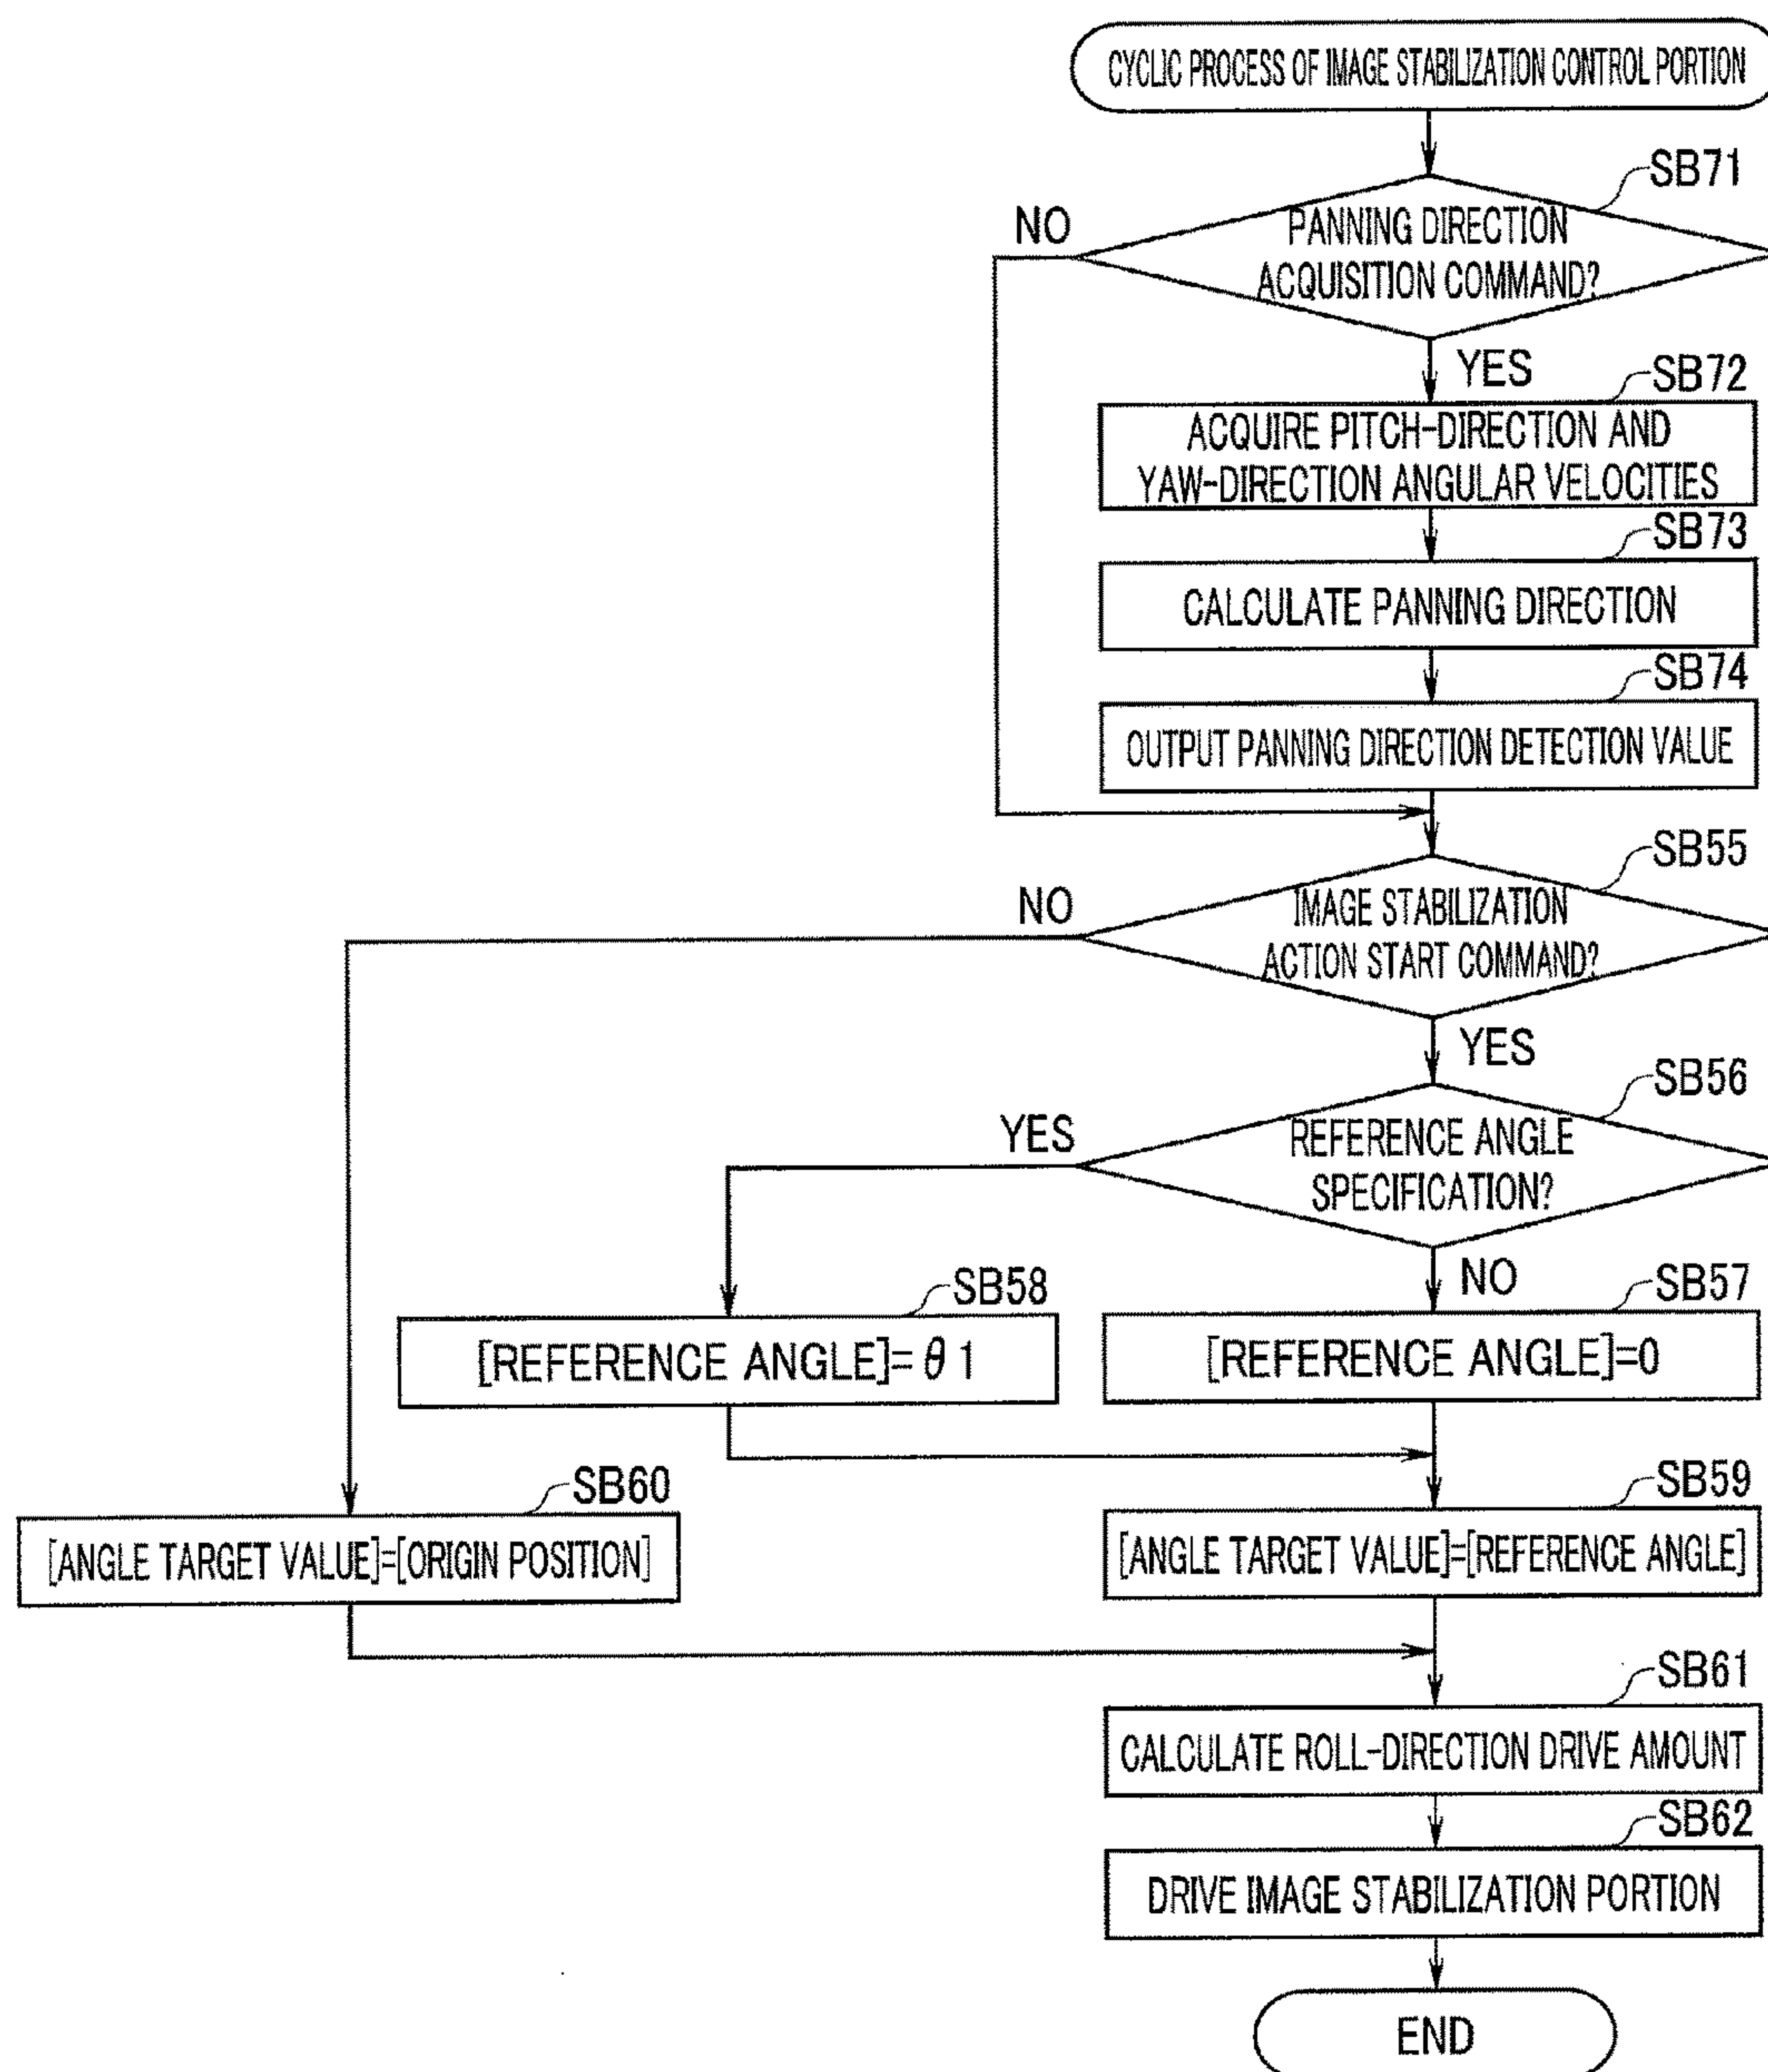 CYCLIC PROCESS OF IMAGE STABILIZATION CONTROL PORTION
SB71
NO
PANNING DIRECTION
ACQUISITION COMMAND?
YES
SB72
ACQUIRE PITCH-DIRECTION AND
YAW-DIRECTION ANGULAR VELOCITIES
SB73
CALCULATE PANNING DIRECTION
SB74
OUTPUT PANNING DIRECTION DETECTION VALUE
SB55
NO
IMAGE STABILIZATION
ACTION START COMMAND?
YES
SB56
YES
REFERENCE ANGLE
SPECIFICATION?
NO
SB58
SB57
[REFERENCE ANGLE]=θ1
[REFERENCE ANGLE]=0
SB60
SB59
[ANGLE TARGET VALUE]=[ORIGIN POSITION]
[ANGLE TARGET VALUE]=[REFERENCE ANGLE]
SB61
CALCULATE ROLL-DIRECTION DRIVE AMOUNT
SB62
DRIVE IMAGE STABILIZATION PORTION
END